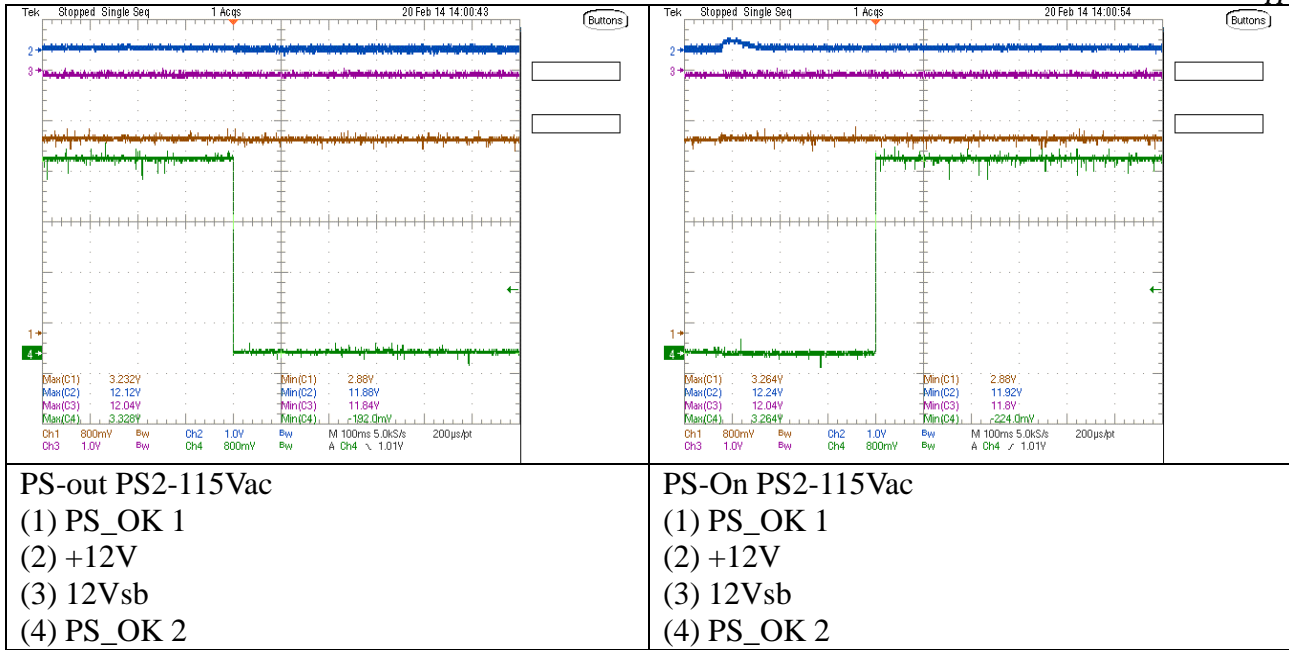 Tek Stopped Single Seq 1 Acqs 20 Feb 14 14:00:43
Buttons
2
3
1
4
Max(C1) 3.232V Min(C1) 2.88V
Max(C2) 12.12V Min(C2) 11.88V
Max(C3) 12.04V Min(C3) 11.84V
Max(C4) 3.328V Min(C4) -192.0mV
Ch1 800mV Bw Ch2 1.0V Bw M 100ms 5.0kS/s 200µs/pt
Ch3 1.0V Bw Ch4 800mV Bw A Ch4 \ 1.01V
PS-out PS2-115Vac
(1) PS_OK 1
(2) +12V
(3) 12Vsb
(4) PS_OK 2
Tek Stopped Single Seq 1 Acqs 20 Feb 14 14:00:54
Buttons
2
3
1
4
Max(C1) 3.264V Min(C1) 2.88V
Max(C2) 12.24V Min(C2) 11.92V
Max(C3) 12.04V Min(C3) 11.8V
Max(C4) 3.264V Min(C4) -224.0mV
Ch1 800mV Bw Ch2 1.0V Bw M 100ms 5.0kS/s 200µs/pt
Ch3 1.0V Bw Ch4 800mV Bw A Ch4 / 1.01V
PS-On PS2-115Vac
(1) PS_OK 1
(2) +12V
(3) 12Vsb
(4) PS_OK 2